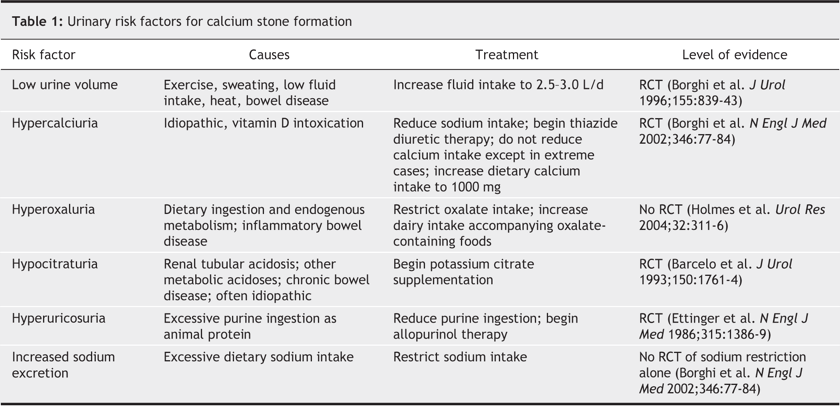 Table 1: Urinary risk factors for calcium stone formation
Risk factor Causes Treatment Level of evidence
Low urine volume Exercise, sweating, low fluid Increase fluid intake to 2.5–3.0 L/d RCT (Borghi et al. J Urol
intake, heat, bowel disease 1996;155:839-43)
Hypercalciuria Idiopathic, vitamin D intoxication Reduce sodium intake; begin thiazide RCT (Borghi et al. N Engl J Med
diuretic therapy; do not reduce 2002;346:77-84)
calcium intake except in extreme
cases; increase dietary calcium
intake to 1000 mg
Hyperoxaluria Dietary ingestion and endogenous Restrict oxalate intake; increase No RCT (Holmes et al. Urol Res
metabolism; inflammatory bowel dairy intake accompanying oxalate- 2004;32:311-6)
disease containing foods
Hypocitraturia Renal tubular acidosis; other Begin potassium citrate RCT (Barcelo et al. J Urol
metabolic acidoses; chronic bowel supplementation 1993;150:1761-4)
disease; often idiopathic
Hyperuricosuria Excessive purine ingestion as Reduce purine ingestion; begin RCT (Ettinger et al. N Engl J
animal protein allopurinol therapy Med 1986;315:1386-9)
Increased sodium Excessive dietary sodium intake Restrict sodium intake No RCT of sodium restriction
excretion alone (Borghi et al. N Engl J
Med 2002;346:77-84)